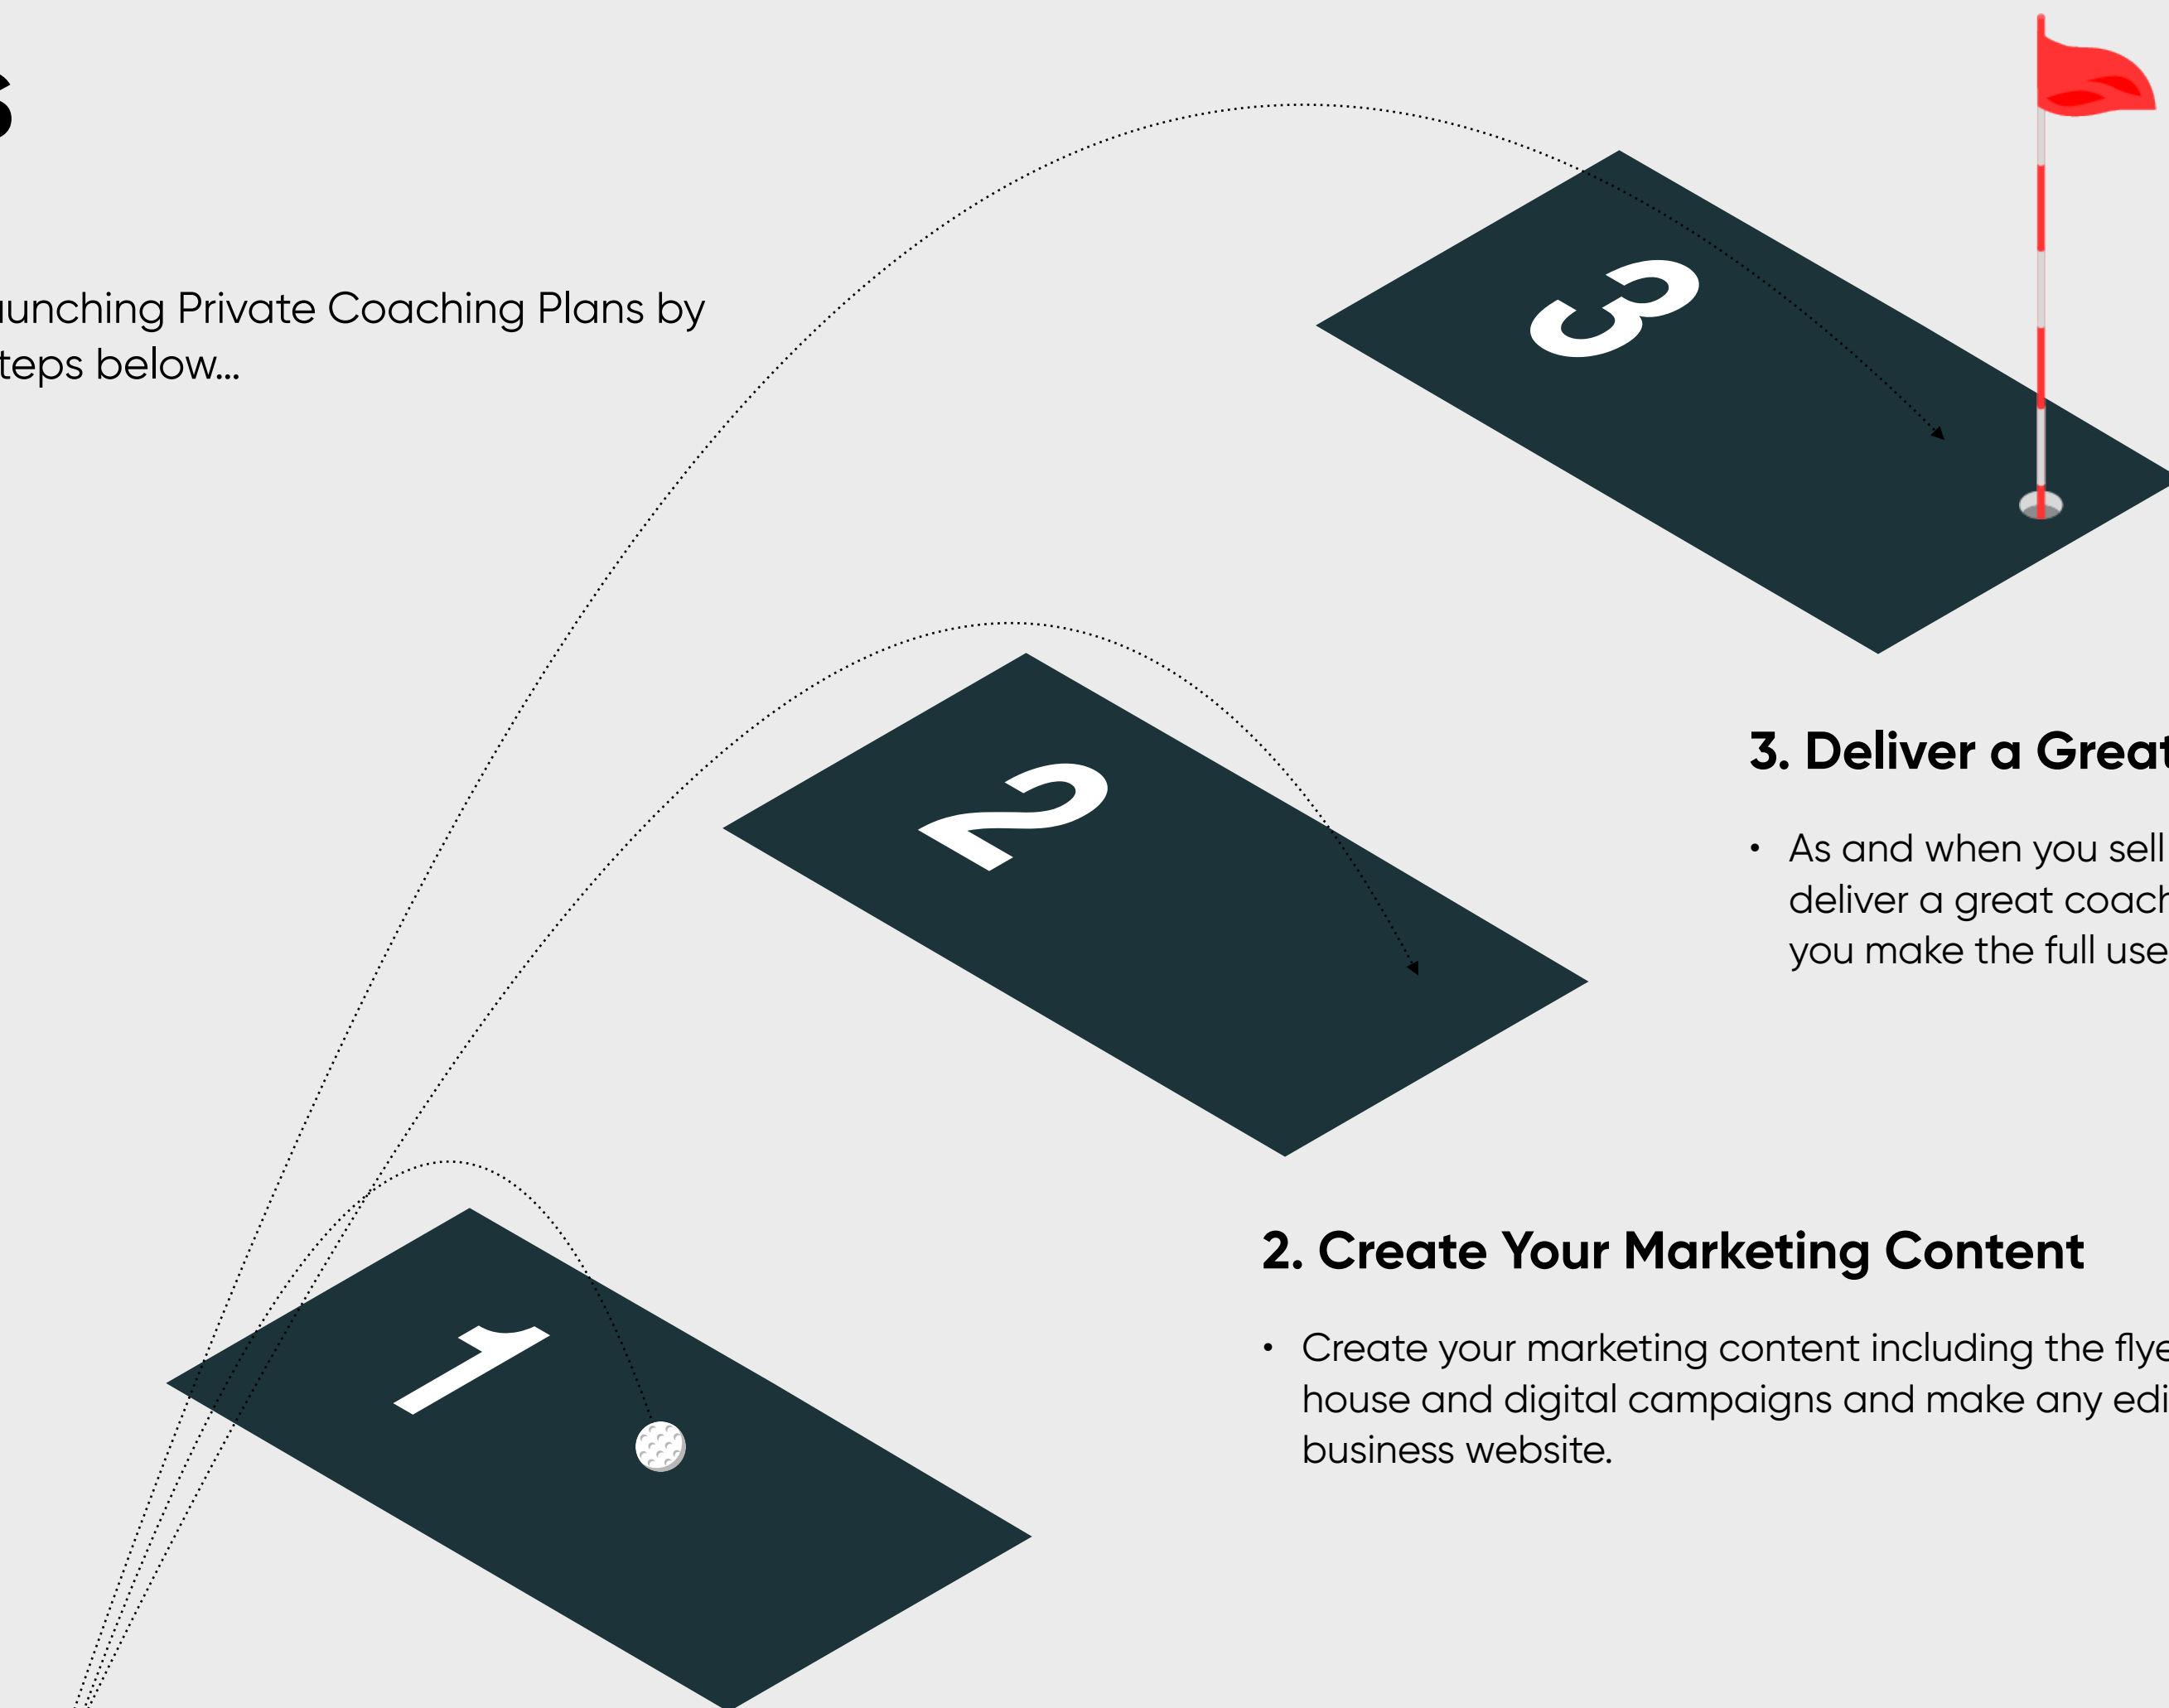 S
unching Private Coaching Plans by
teps below...
3
2
1
3. Deliver a Great
• As and when you sell
deliver a great coach
you make the full use
2. Create Your Marketing Content
• Create your marketing content including the flye
house and digital campaigns and make any edi
business website.